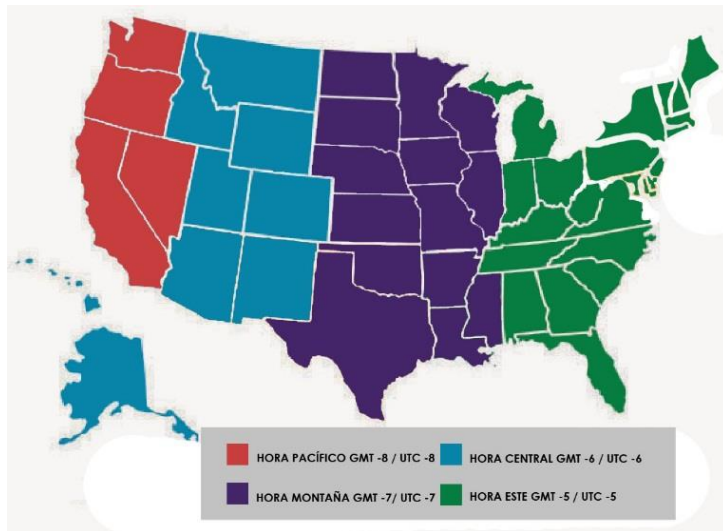 HORA PACÍFICO GMT -8 / UTC -8
HORA CENTRAL GMT -6 / UTC -6
HORA MONTAÑA GMT -7/ UTC -7
HORA ESTE GMT -5 / UTC -5